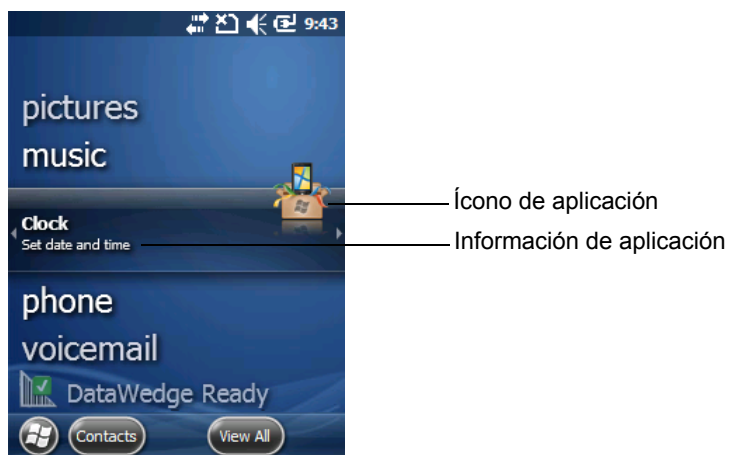 9:43
pictures
music
Ícono de aplicación
Clock
Set date and time
Información de aplicación
phone
voicemail
DataWedge Ready
Contacts
View All